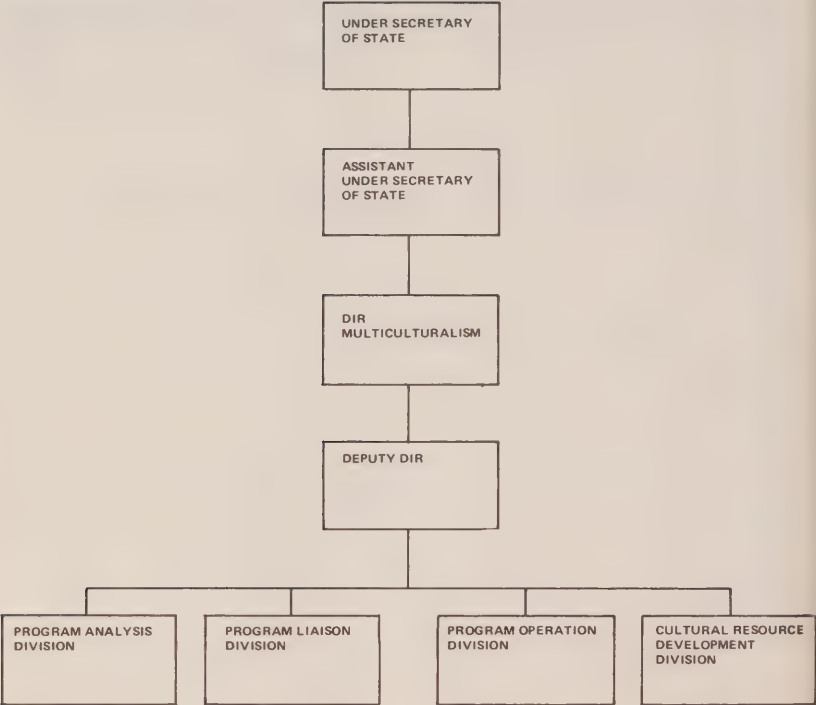 UNDER SECRETARY
OF STATE
ASSISTANT
UNDER SECRETARY
OF STATE
DIR
MULTICULTURALISM
DEPUTY DIR
PROGRAM ANALYSIS
DIVISION
PROGRAM LIAISON
DIVISION
PROGRAM OPERATION
DIVISION
CULTURAL RESOURCE
DEVELOPMENT
DIVISION